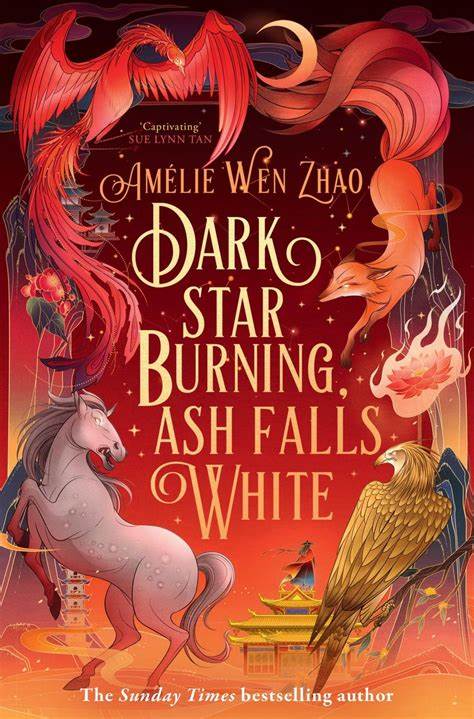 'Captivating'
SUE LYNN TAN
AMÉLIE WEN ZHAO
DARK
STAR
BURNING,
ASH FALLS
WHITE
The Sunday Times bestselling author